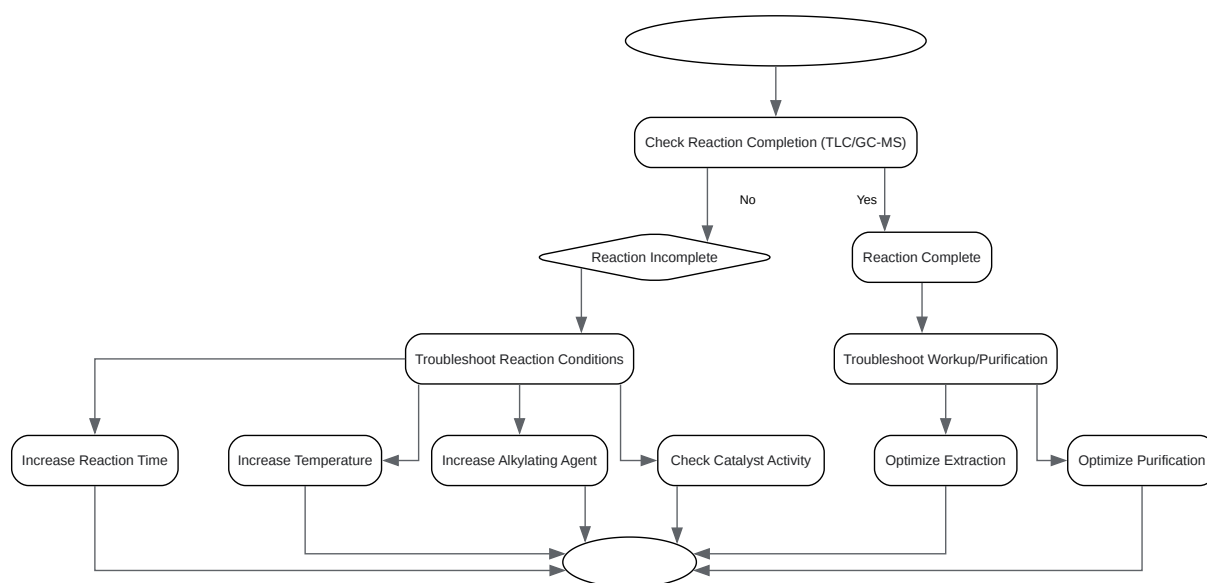 Check Reaction Completion (TLC/GC-MS)
No
Yes
Reaction Incomplete
Reaction Complete
Troubleshoot Reaction Conditions
Troubleshoot Workup/Purification
Increase Reaction Time
Increase Temperature
Increase Alkylating Agent
Check Catalyst Activity
Optimize Extraction
Optimize Purification